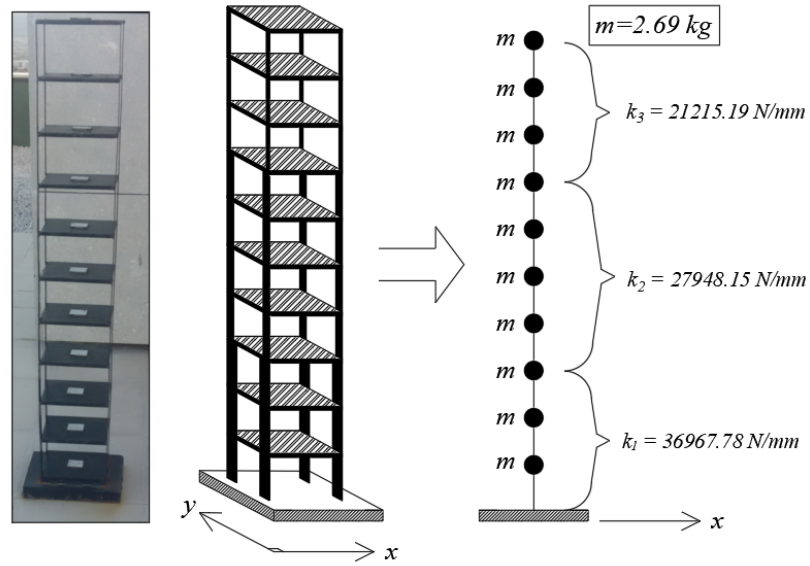 m=2.69 kg
m
m
m
k3 = 21215.19 N/mm
m
m
m
k2 = 27948.15 N/mm
m
m
k1 = 36967.78 N/mm
m
m
y
x
x